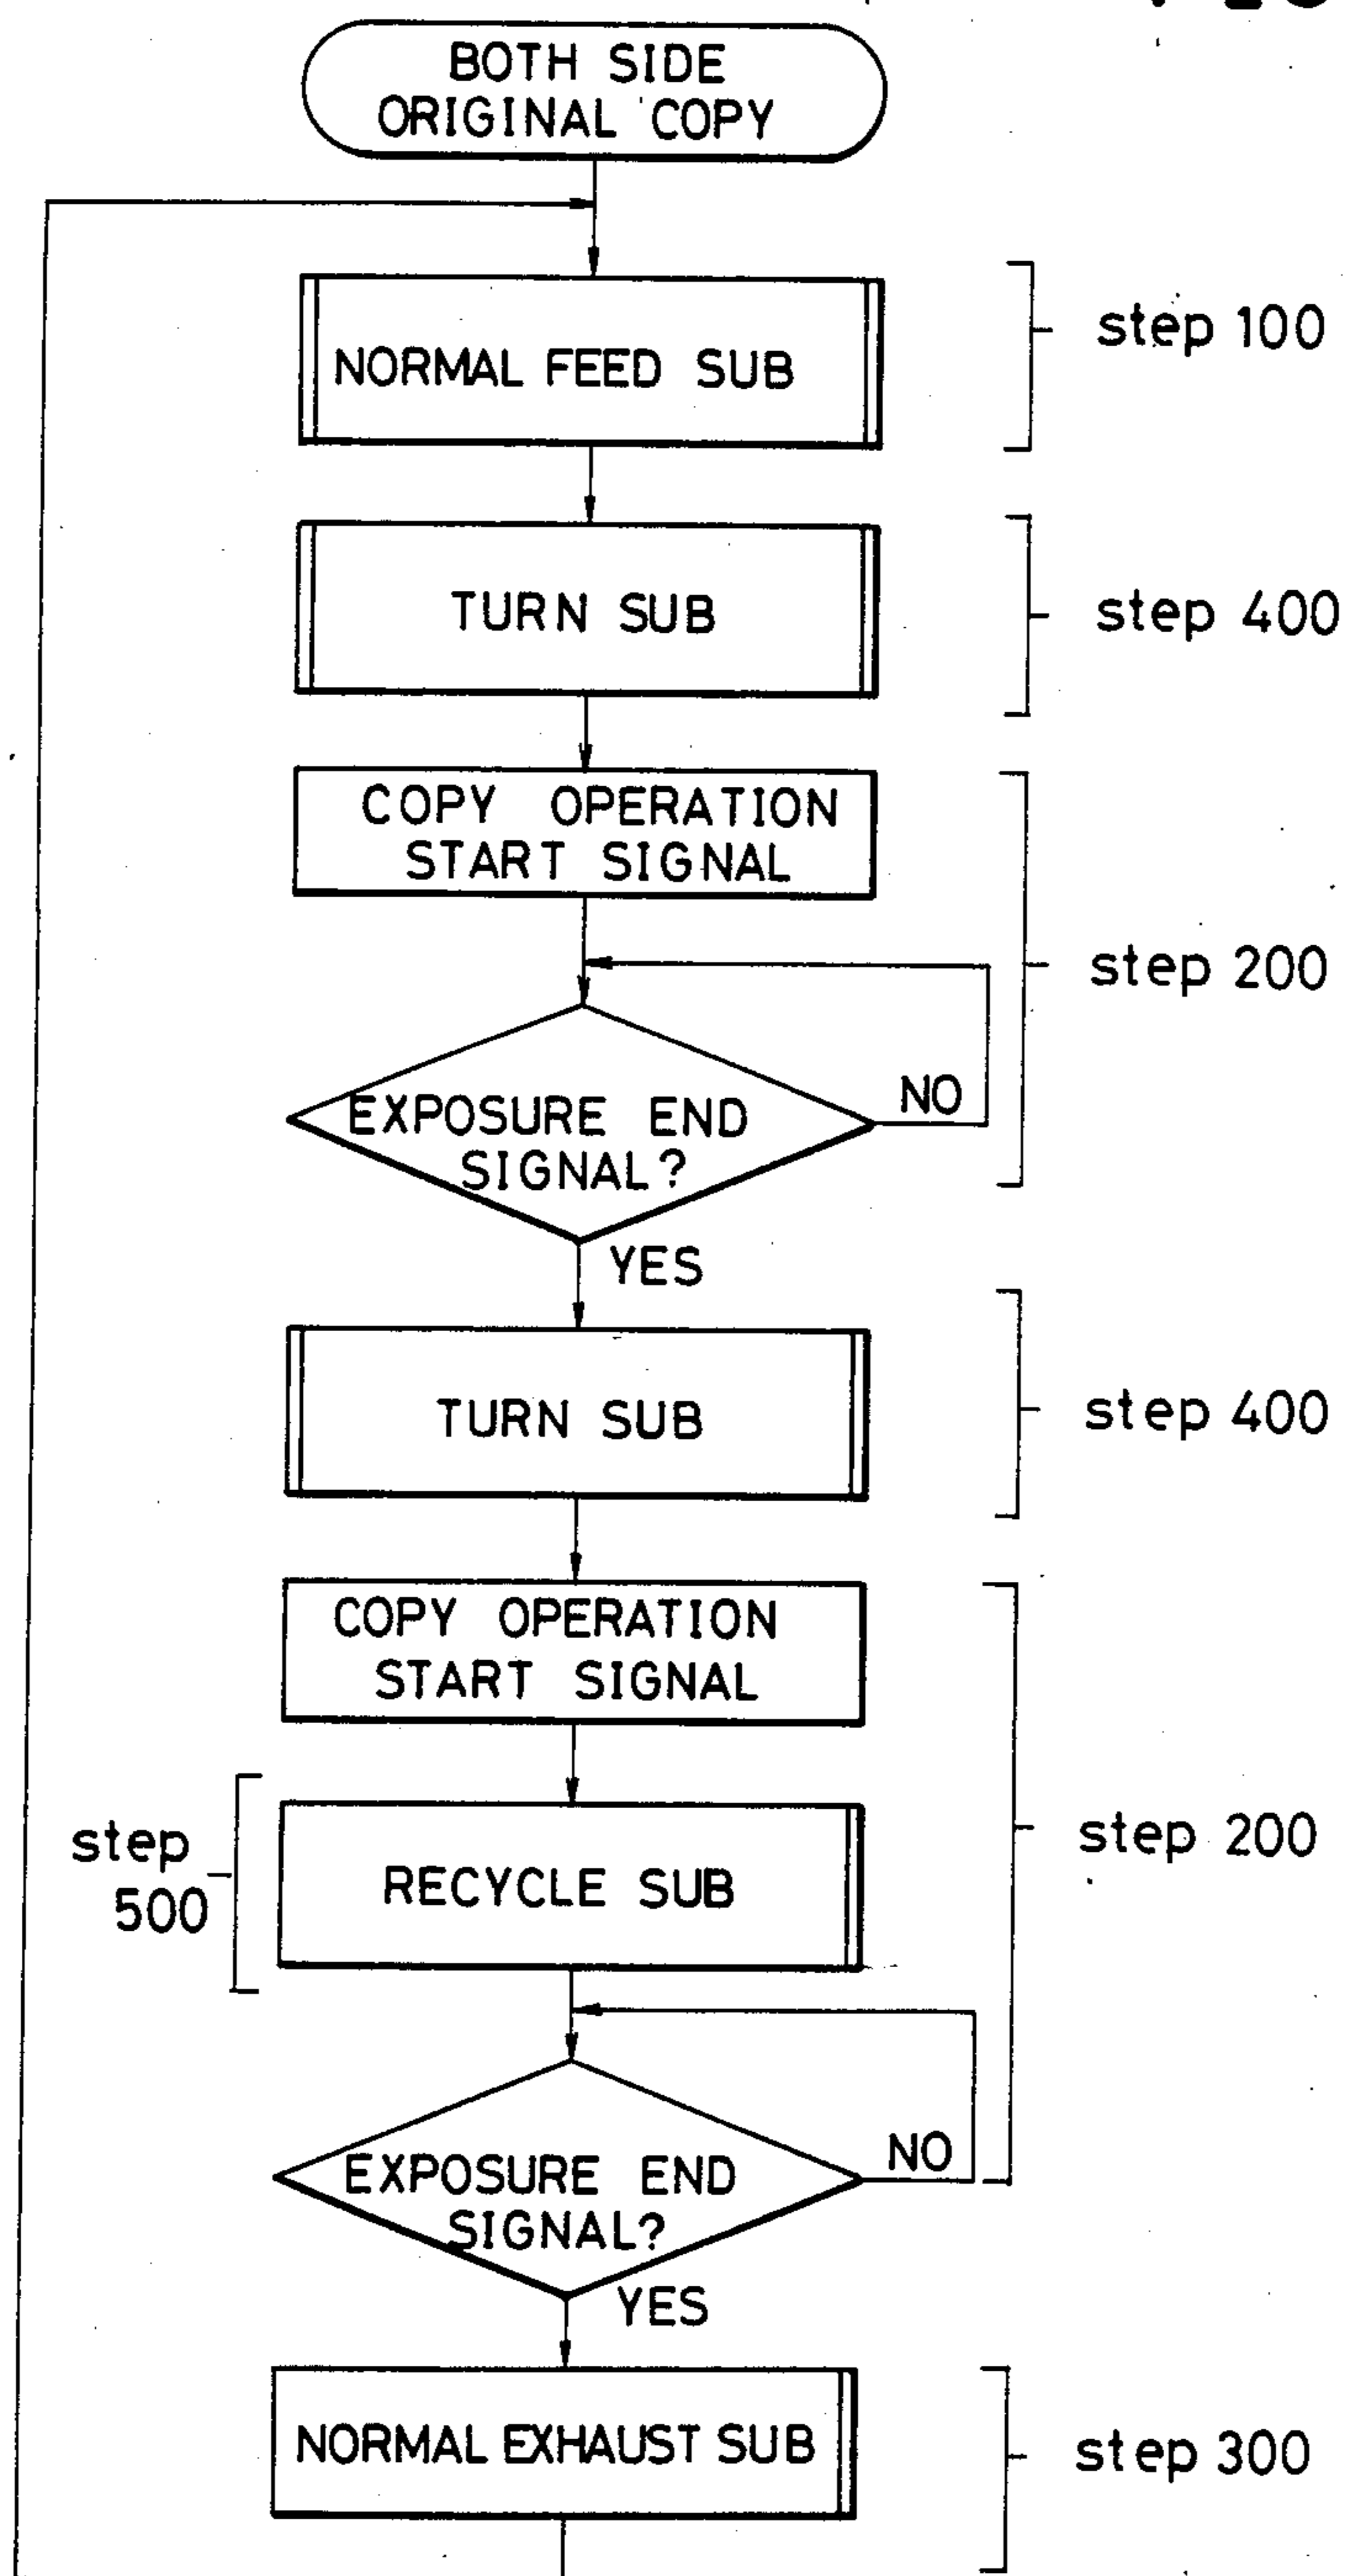 BOTH SIDE
ORIGINAL COPY
NORMAL FEED SUB
step 100
TURN SUB
step 400
COPY OPERATION
START SIGNAL
step 200
EXPOSURE END
SIGNAL?
NO
YES
TURN SUB
step 400
COPY OPERATION
START SIGNAL
step 200
RECYCLE SUB
step
500
EXPOSURE END
SIGNAL?
NO
YES
NORMAL EXHAUST SUB
step 300